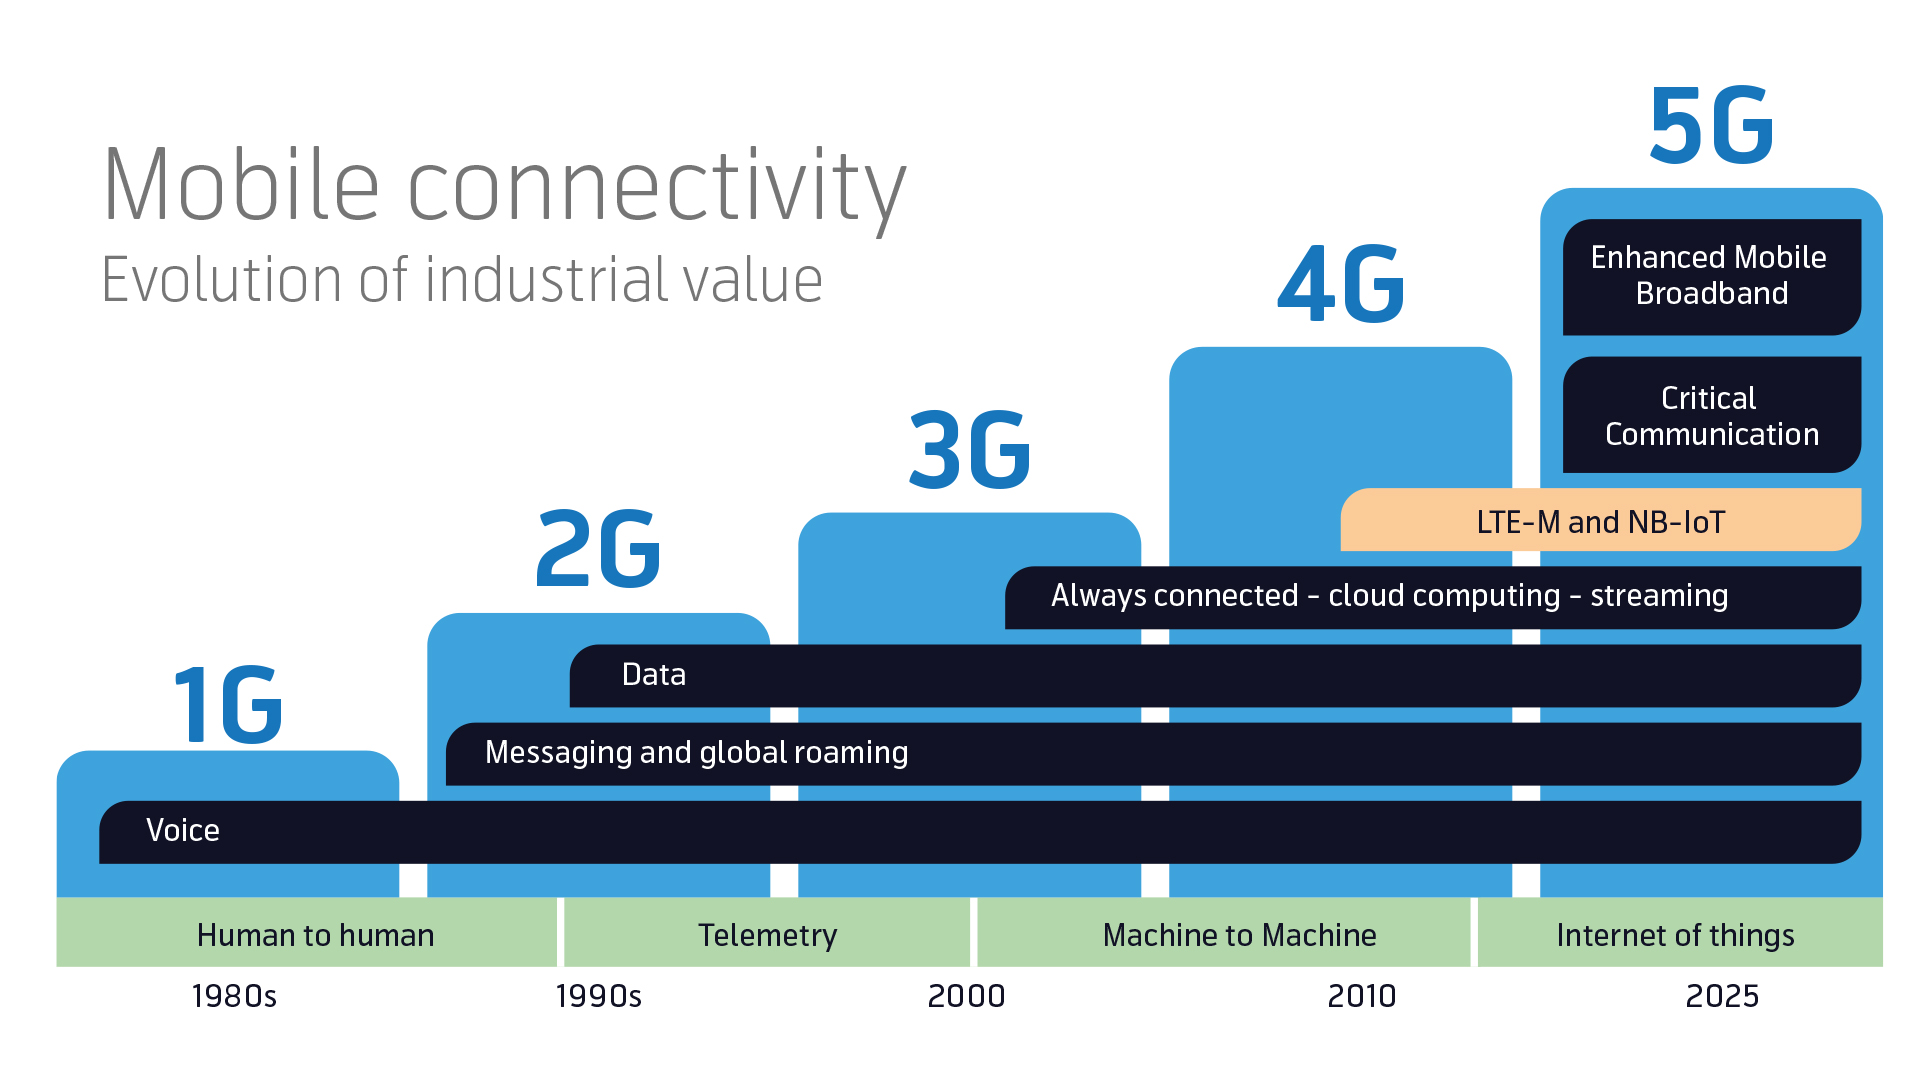 Mobile connectivity
Evolution of industrial value
1G
2G
3G
4G
5G
Enhanced Mobile
Broadband
Critical
Communication
LTE-M and NB-IoT
Always connected - cloud computing - streaming
Data
Messaging and global roaming
Voice
Human to human
Telemetry
Machine to Machine
Internet of things
1980s
1990s
2000
2010
2025